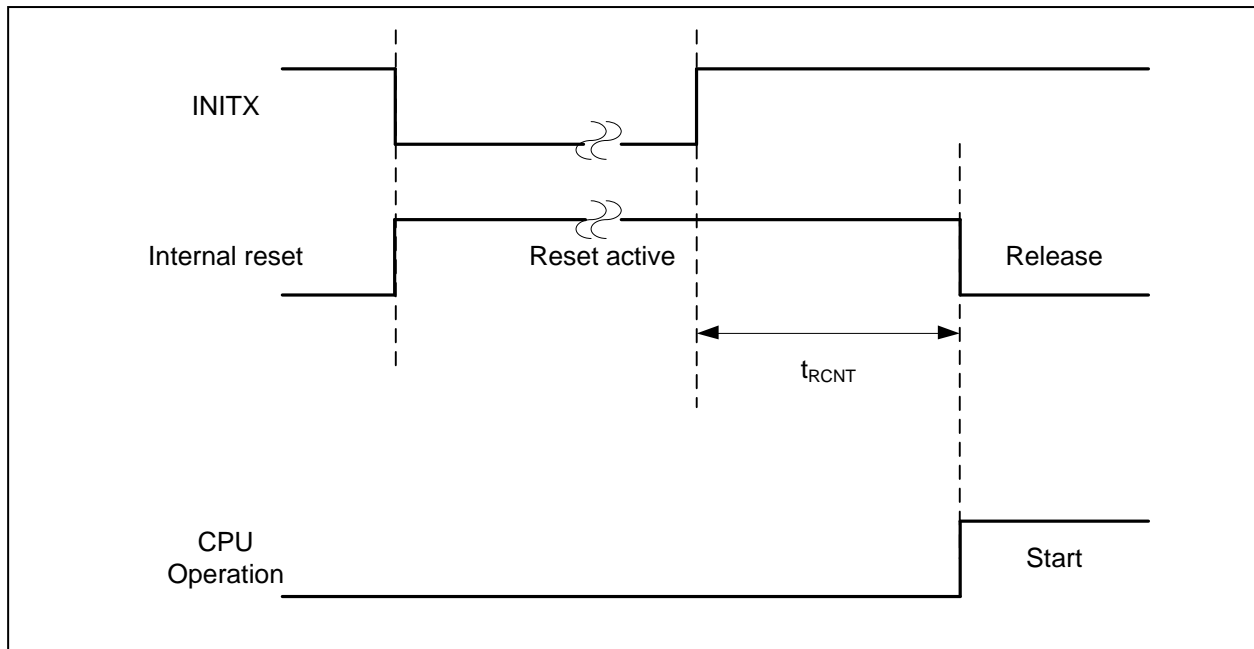 INITX
Internal reset
Reset active
Release
tRCNT
CPU
Operation
Start